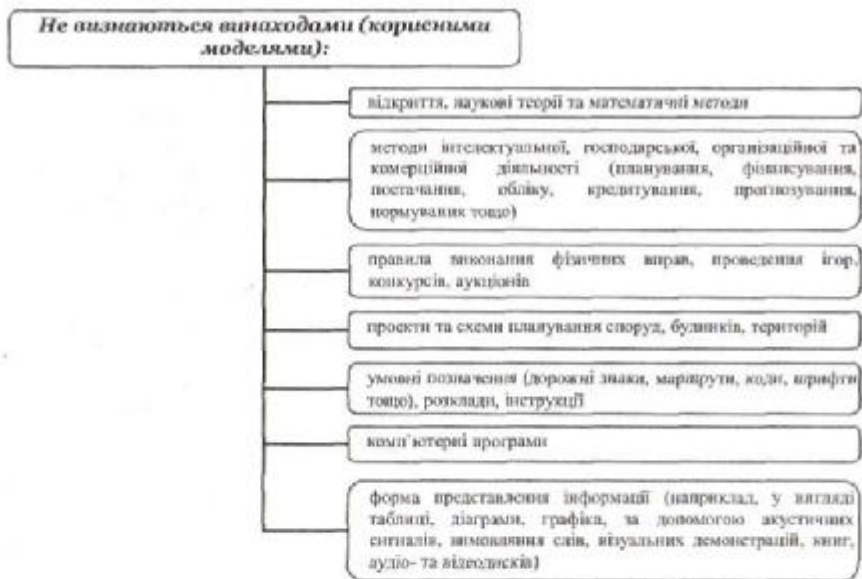 Не визнаються винаходами (корисними
моделями):
відкриття, наукові теорії та математичні методи
методи інтелектуальної, господарської, організаційної та
комерційної діяльності (планування, фінансування,
постачання, обліку, кредитування, прогнозування,
нормування тощо)
правила виконання фізичних вправ, проведення ігор,
конкурсів, аукціонів
проекти та схеми планування споруд, будинків, територій
умовні позначення (дорожні знаки, маршрути, коди, шрифти
тощо), розклади, інструкції
комп'ютерні програми
форма представлення інформації (наприклад, у вигляді
таблиці, діаграми, графіка, за допомогою акустичних
сигналів, вимовляння слів, візуальних демонстрацій, книг,
аудіо- та відеодисків)